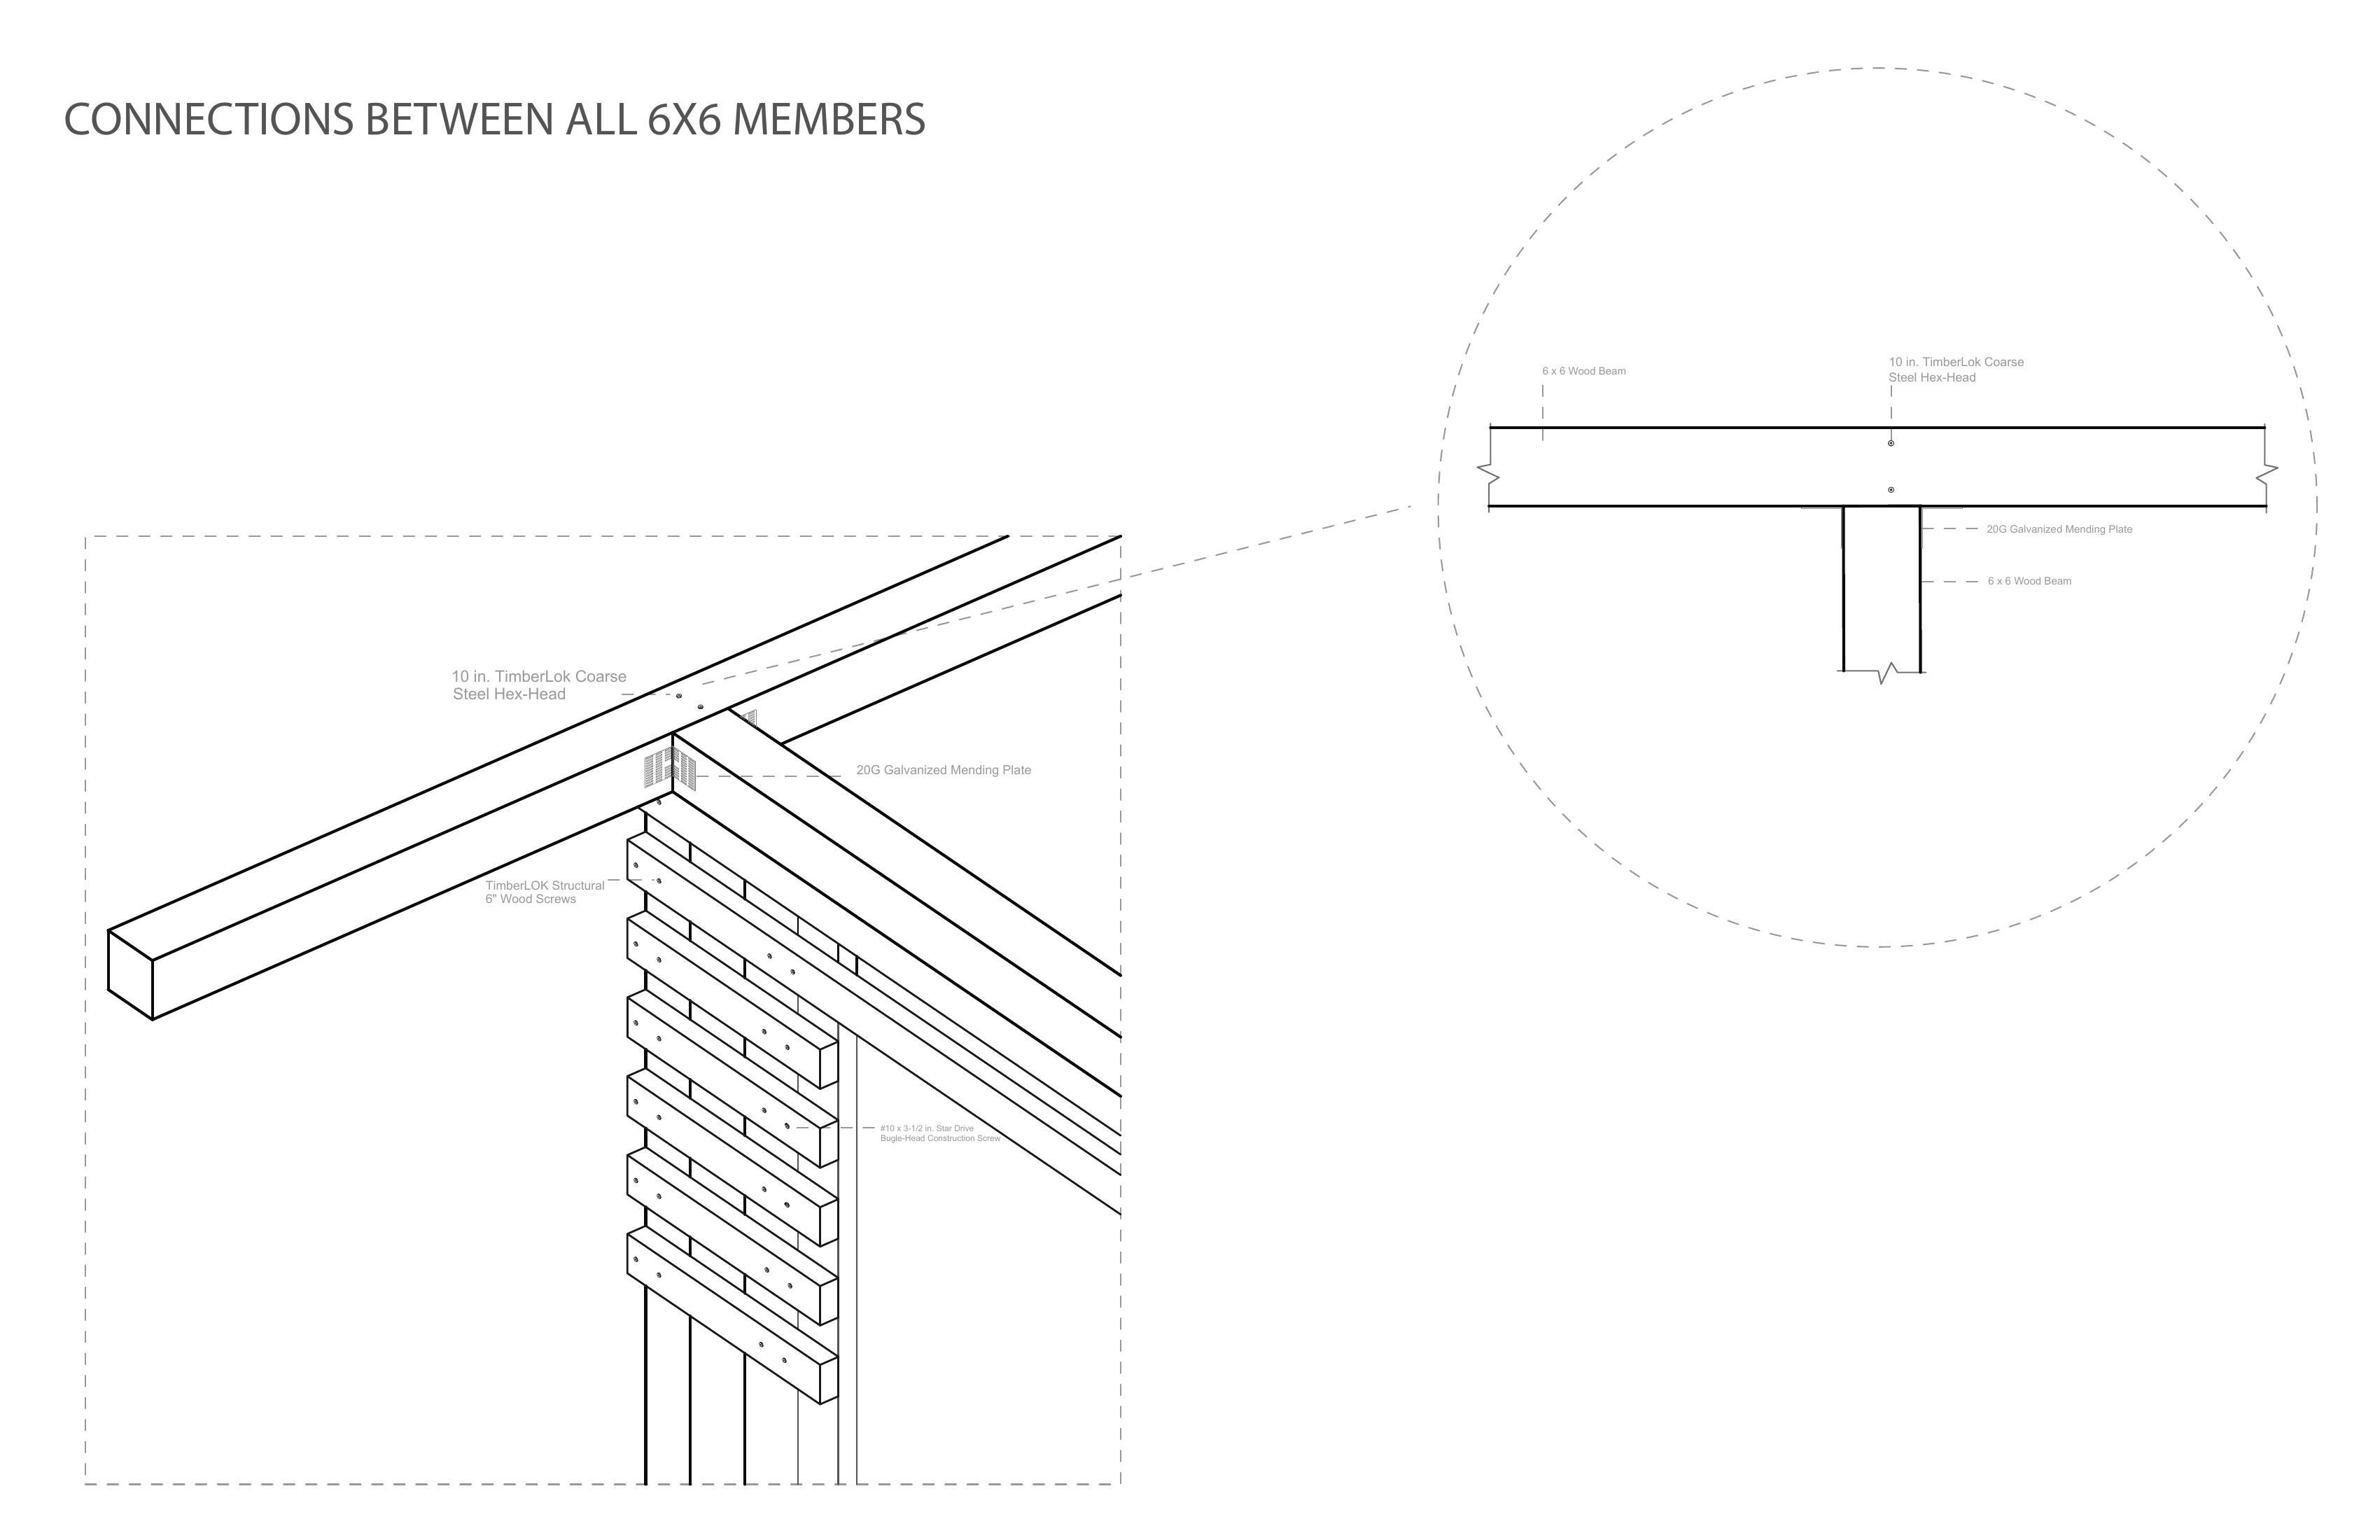 CONNECTIONS BETWEEN ALL 6X6 MEMBERS
6 x 6 Wood Beam
10 in. TimberLok Coarse
Steel Hex-Head
20G Galvanized Mending Plate
6 x 6 Wood Beam
10 in. TimberLok Coarse
Steel Hex-Head
20G Galvanized Mending Plate
TimberLOK Structural
6" Wood Screws
#10 x 3-1/2 in. Star Drive
Bugle-Head Construction Screw